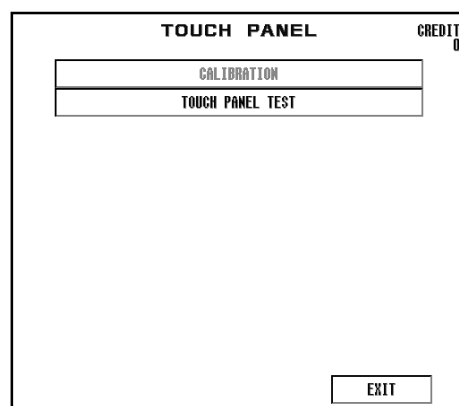 TOUCH PANEL
CREDIT
0
CALIBRATION
TOUCH PANEL TEST
EXIT